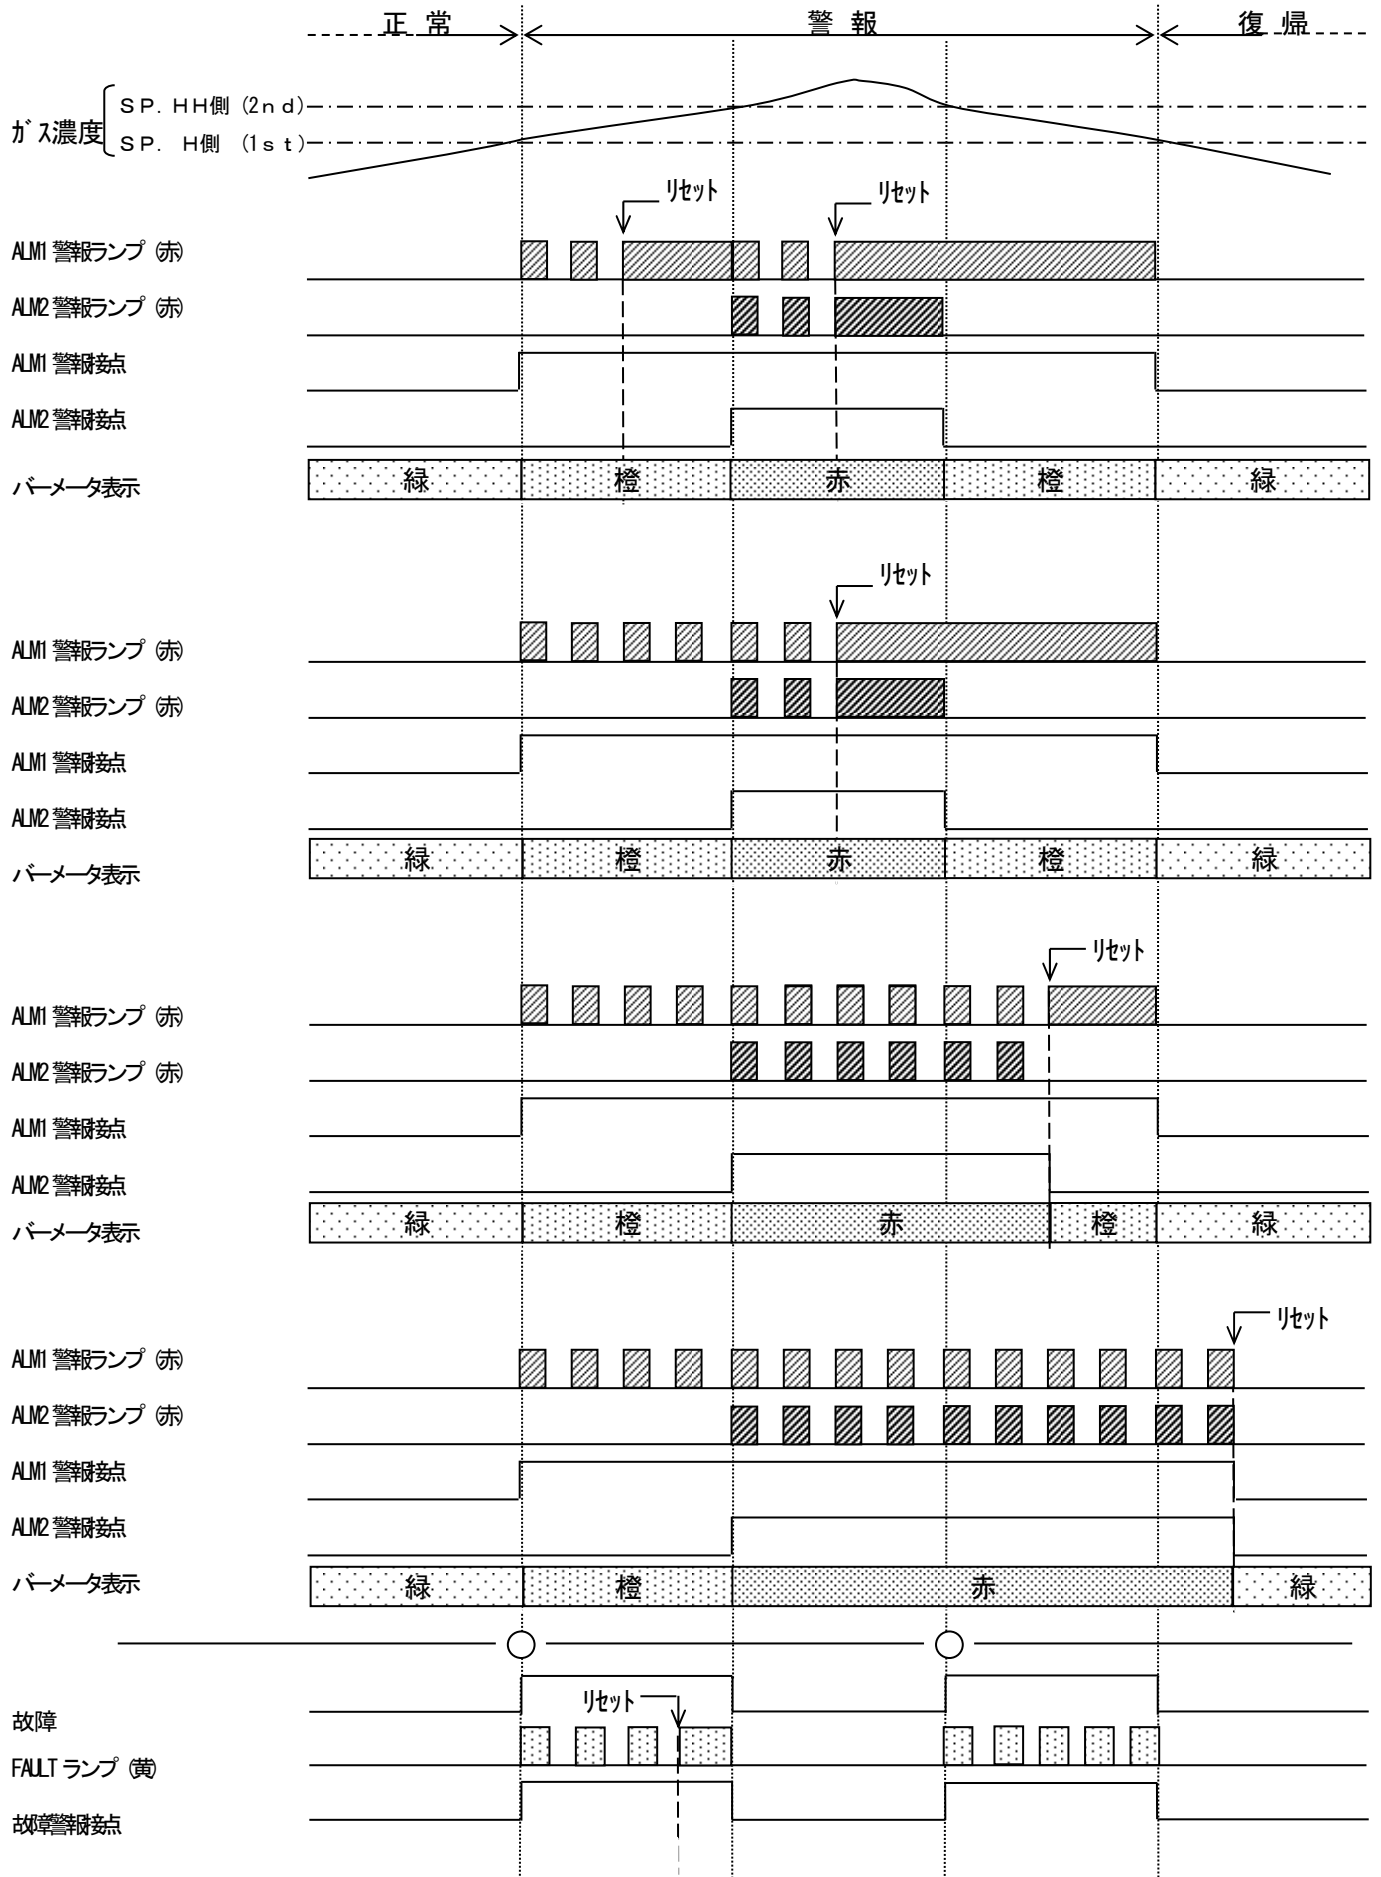 正 常
警 報
復 帰
ガス濃度
SP. HH側 (2nd)
SP. H側 (1st)
リセット
リセット
ALM1 警報ランプ (赤)
ALM2 警報ランプ (赤)
ALM1 警報接点
ALM2 警報接点
バーメータ表示
緑 橙 赤 橙 緑
リセット
ALM1 警報ランプ (赤)
ALM2 警報ランプ (赤)
ALM1 警報接点
ALM2 警報接点
バーメータ表示
緑 橙 赤 橙 緑
リセット
ALM1 警報ランプ (赤)
ALM2 警報ランプ (赤)
ALM1 警報接点
ALM2 警報接点
バーメータ表示
緑 橙 赤 橙 緑
リセット
ALM1 警報ランプ (赤)
ALM2 警報ランプ (赤)
ALM1 警報接点
ALM2 警報接点
バーメータ表示
緑 橙 赤 緑
リセット
故障
FAULT ランプ (黄)
故障警報接点